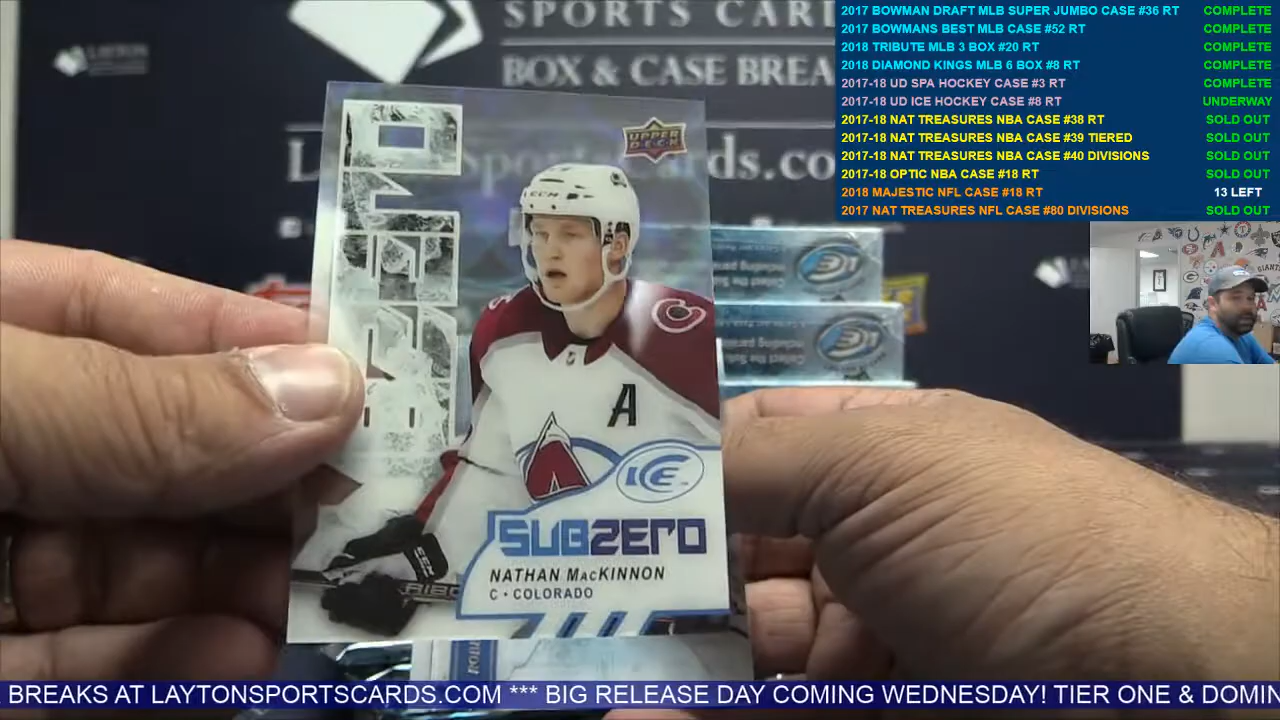 SPORTS CAR
BOX & CASE BREA
LAYTON
ds.com
2017 BOWMAN DRAFT MLB SUPER JUMBO CASE #36 RT COMPLETE
2017 BOWMANS BEST MLB CASE #52 RT COMPLETE
2018 TRIBUTE MLB 3 BOX #20 RT COMPLETE
2018 DIAMOND KINGS MLB 6 BOX #8 RT COMPLETE
2017-18 UD SPA HOCKEY CASE #3 RT COMPLETE
2017-18 UD ICE HOCKEY CASE #8 RT UNDERWAY
2017-18 NAT TREASURES NBA CASE #38 RT SOLD OUT
2017-18 NAT TREASURES NBA CASE #39 TIERED SOLD OUT
2017-18 NAT TREASURES NBA CASE #40 DIVISIONS SOLD OUT
2017-18 OPTIC NBA CASE #18 RT SOLD OUT
2018 MAJESTIC NFL CASE #18 RT 13 LEFT
2017 NAT TREASURES NFL CASE #80 DIVISIONS SOLD OUT
UPPER DECK
SUBZERO
A
ICE
SUBZERO
NATHAN MACKINNON
C • COLORADO
CCM
ROBI
BREAKS AT LAYTONSPORTSCARDS.COM *** BIG RELEASE DAY COMING WEDNESDAY! TIER ONE & DOMIN